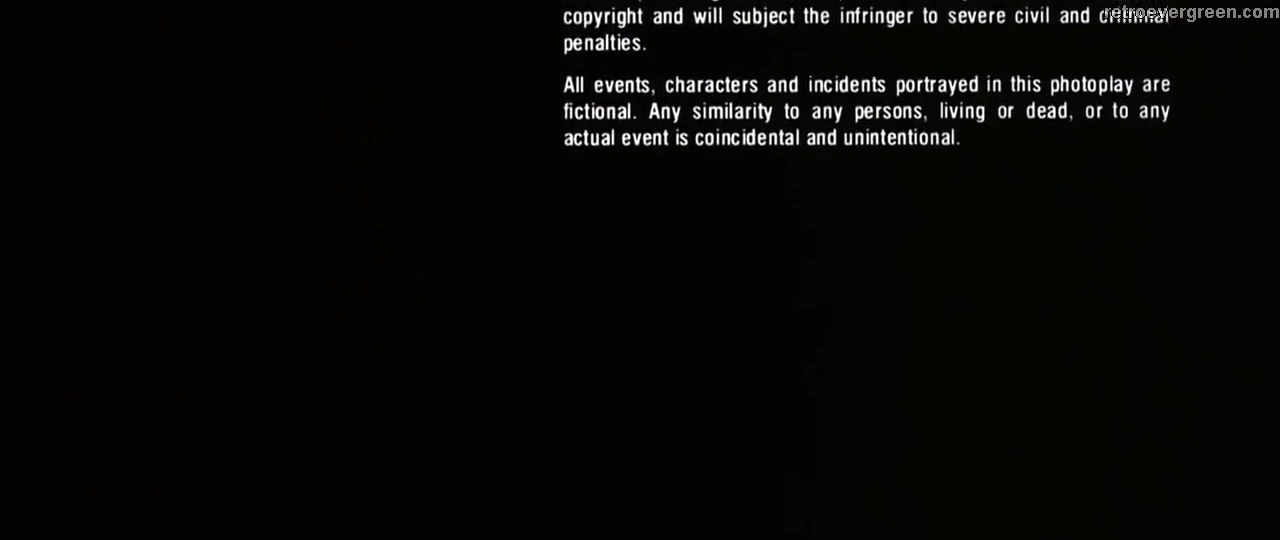 retroevergreen.com
copyright and will subject the infringer to severe civil and criminal
penalties.
All events, characters and incidents portrayed in this photoplay are
fictional. Any similarity to any persons, living or dead, or to any
actual event is coincidental and unintentional.